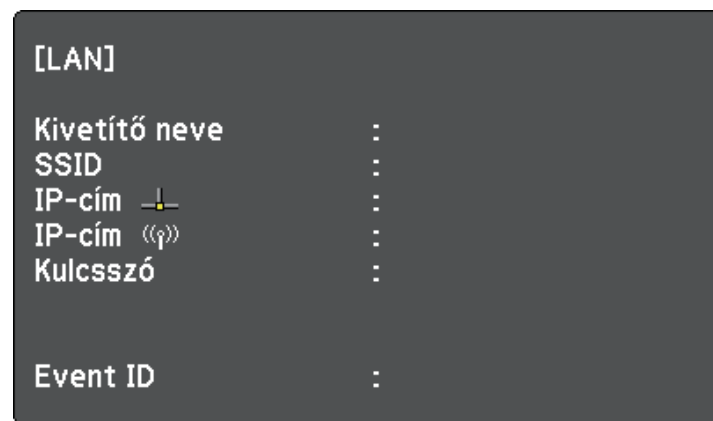 [LAN]
Kivetítő neve :
SSID :
IP-cím :
IP-cím :
Kulcsszó :
Event ID :